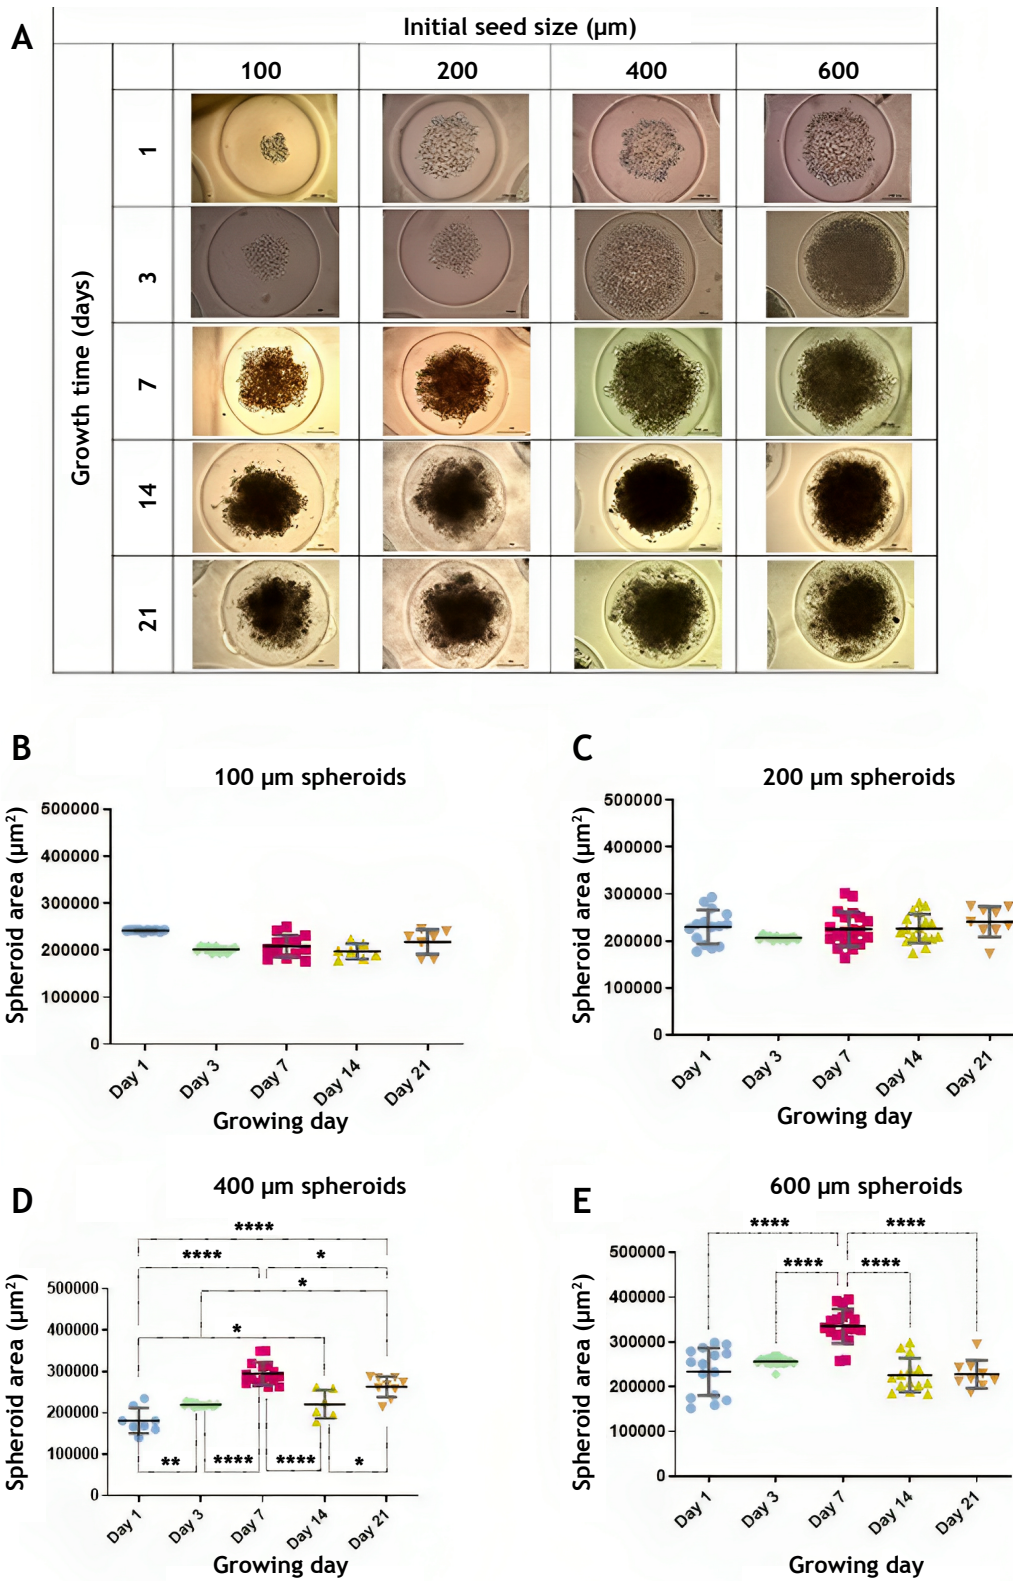 A
Initial seed size (µm)
100 200 400 600
Growth time (days)
1
3
7
14
21
B
100 µm spheroids
Spheroid area (µm²)
500000
400000
300000
200000
100000
0
Day 1 Day 3 Day 7 Day 14 Day 21
Growing day
C
200 µm spheroids
Spheroid area (µm²)
500000
400000
300000
200000
100000
0
Day 1 Day 3 Day 7 Day 14 Day 21
Growing day
D
400 µm spheroids
****
**** *
*
*
Spheroid area (µm²)
500000
400000
300000
200000
100000
0
** **** **** *
Day 1 Day 3 Day 7 Day 14 Day 21
Growing day
E
600 µm spheroids
**** ****
**** ****
Spheroid area (µm²)
500000
400000
300000
200000
100000
0
Day 1 Day 3 Day 7 Day 14 Day 21
Growing day